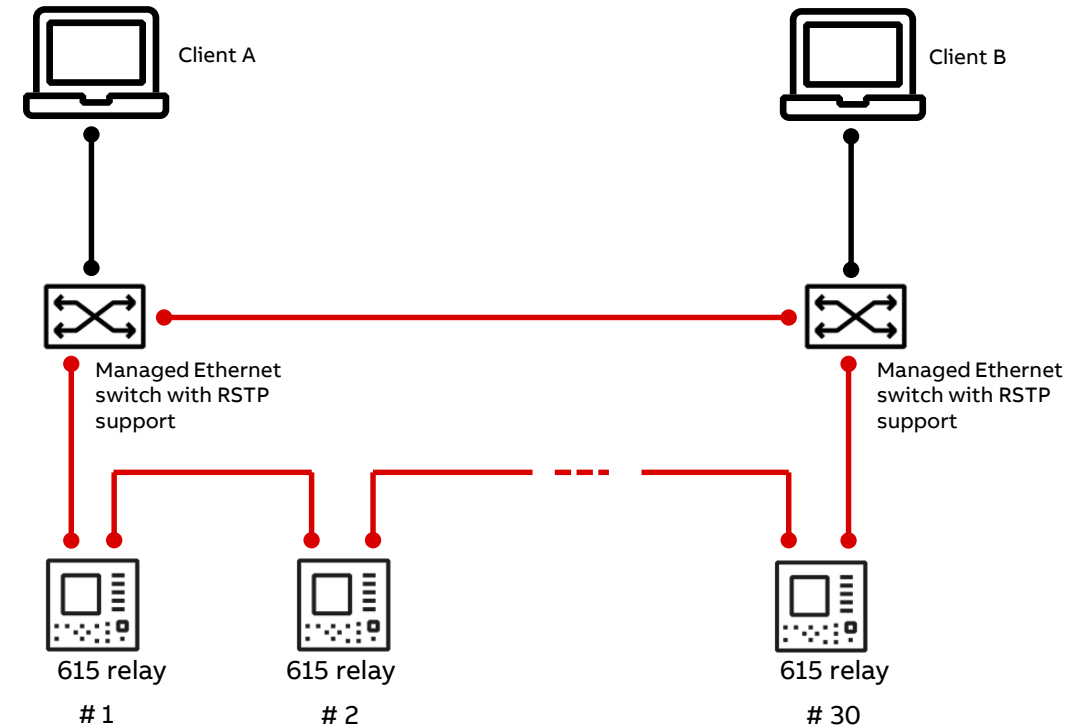 Client A
Client B
Managed Ethernet
switch with RSTP
support
Managed Ethernet
switch with RSTP
support
615 relay
# 1
615 relay
# 2
615 relay
# 30